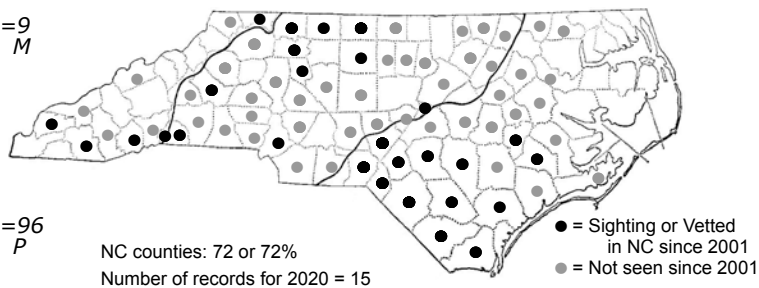 =9
M
=96
P
NC counties: 72 or 72%
Number of records for 2020 = 15
= Sighting or Vetted
in NC since 2001
= Not seen since 2001